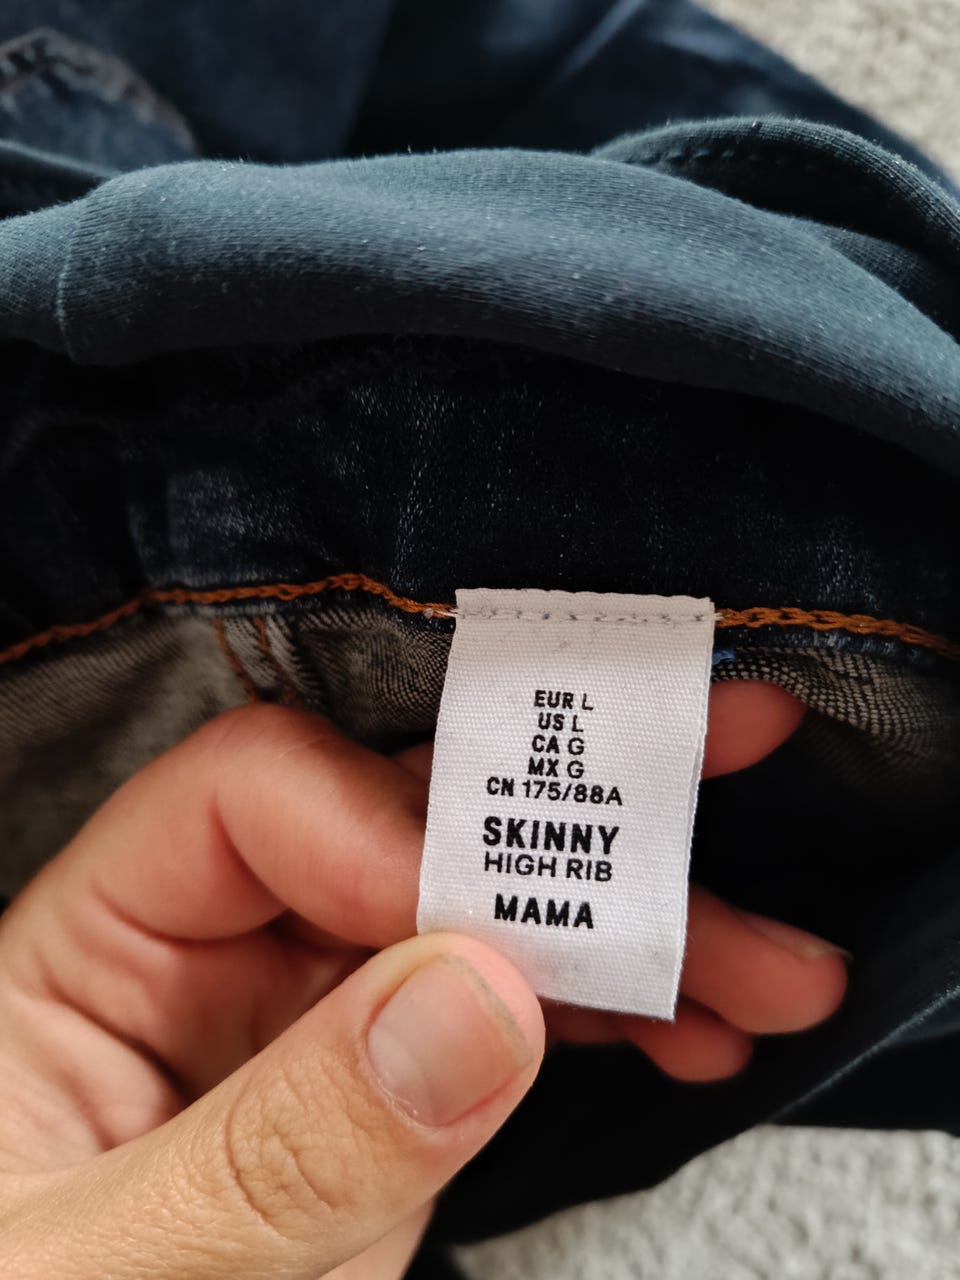 EUR L
US L
CA G
MX G
CN 175/88A
SKINNY
HIGH RIB
MAMA